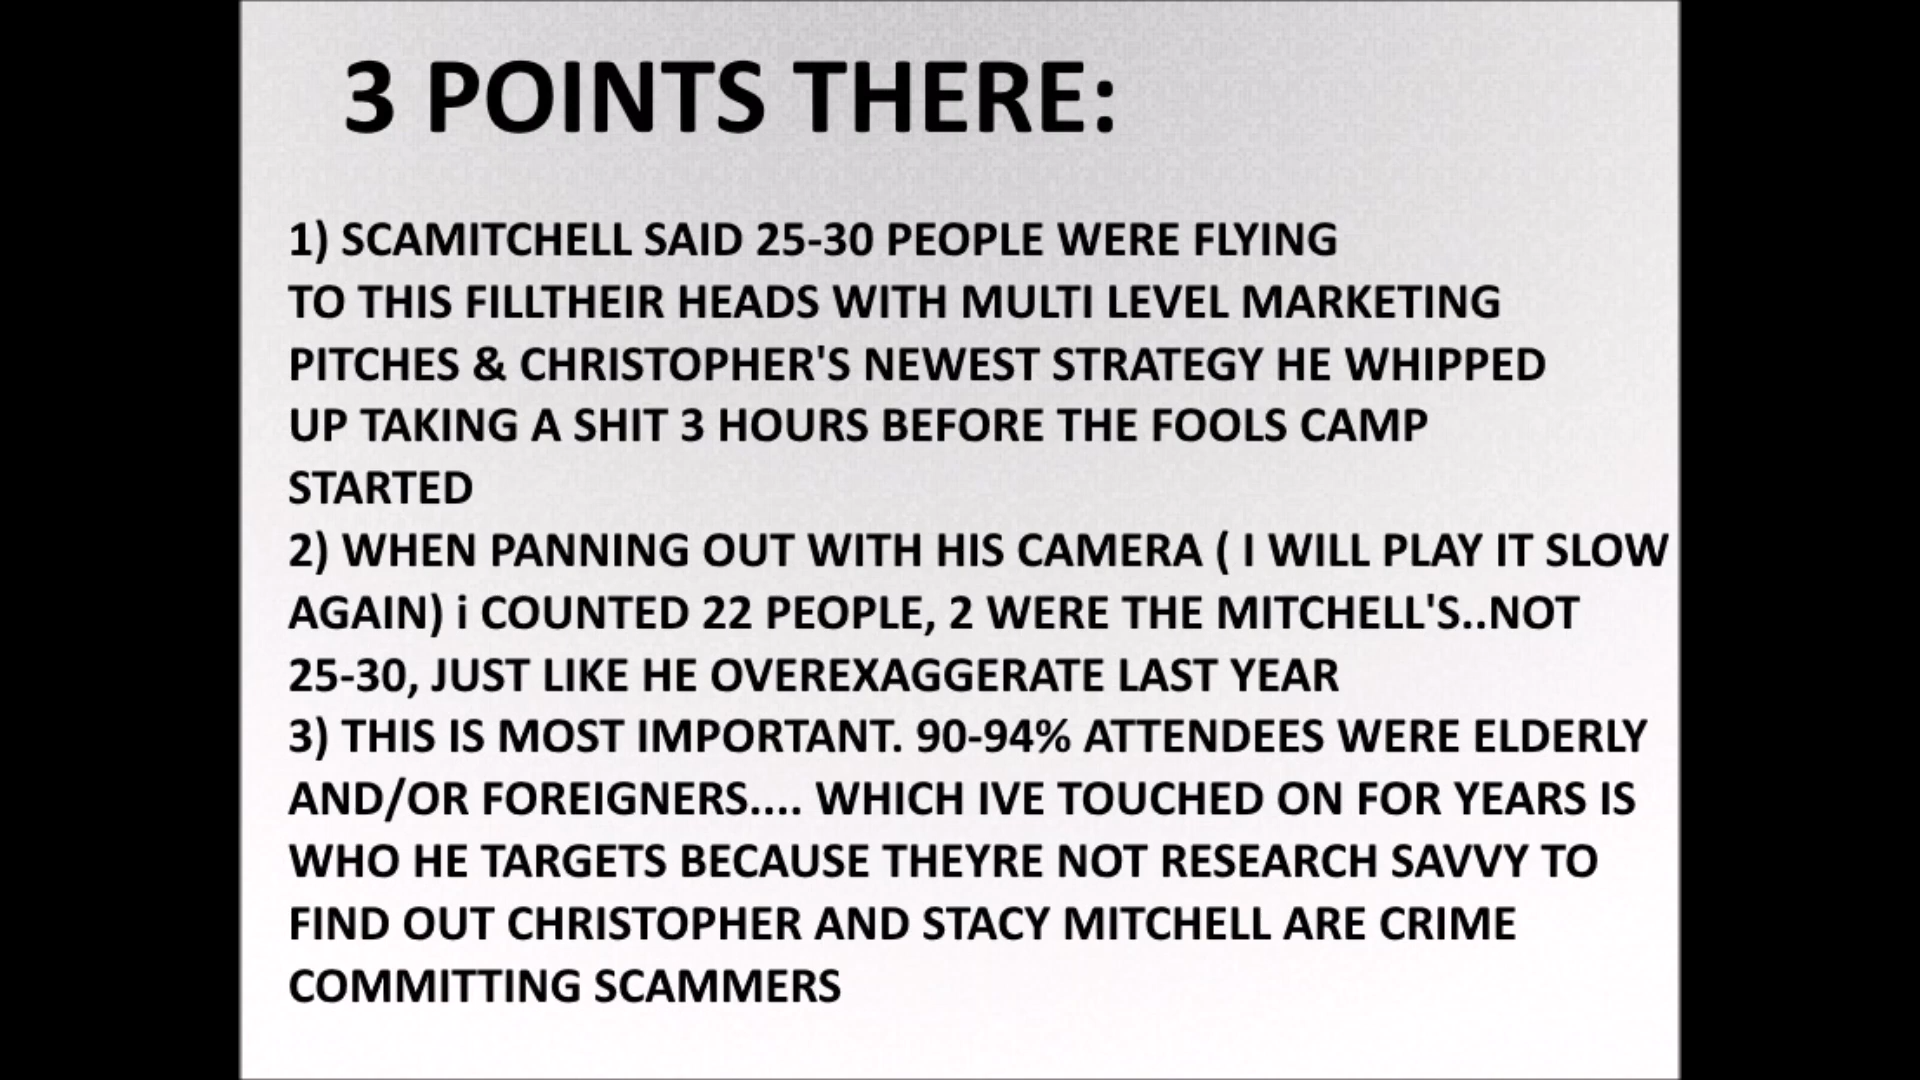 3 POINTS THERE:
1) SCAMITCHELL SAID 25-30 PEOPLE WERE FLYING
TO THIS FILLTHEIR HEADS WITH MULTI LEVEL MARKETING
PITCHES & CHRISTOPHER'S NEWEST STRATEGY HE WHIPPED
UP TAKING A SHIT 3 HOURS BEFORE THE FOOLS CAMP
STARTED
2) WHEN PANNING OUT WITH HIS CAMERA ( I WILL PLAY IT SLOW
AGAIN) i COUNTED 22 PEOPLE, 2 WERE THE MITCHELL'S..NOT
25-30, JUST LIKE HE OVEREXAGGERATE LAST YEAR
3) THIS IS MOST IMPORTANT. 90-94% ATTENDEES WERE ELDERLY
AND/OR FOREIGNERS.... WHICH IVE TOUCHED ON FOR YEARS IS
WHO HE TARGETS BECAUSE THEYRE NOT RESEARCH SAVVY TO
FIND OUT CHRISTOPHER AND STACY MITCHELL ARE CRIME
COMMITTING SCAMMERS